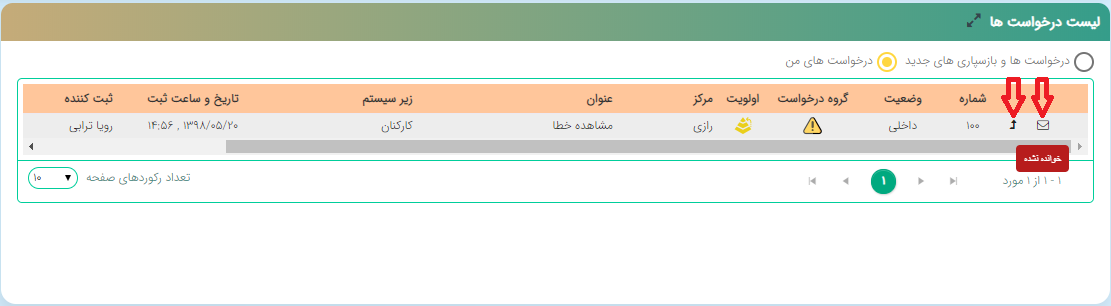 لیست درخواست ها
درخواست ها و بازسپاری های جدید درخواست های من
شماره وضعیت گروه درخواست اولویت مرکز عنوان زیر سیستم تاریخ و ساعت ثبت ثبت کننده
۱۰۰ داخلی رازی مشاهده خطا کارکنان ۱۳۹۸/۰۵/۲۰ , ۱۴:۵۶ رویا ترابی
خوانده نشده
۱ - ۱ از ۱ مورد ۱ تعداد رکوردهای صفحه ۱۰